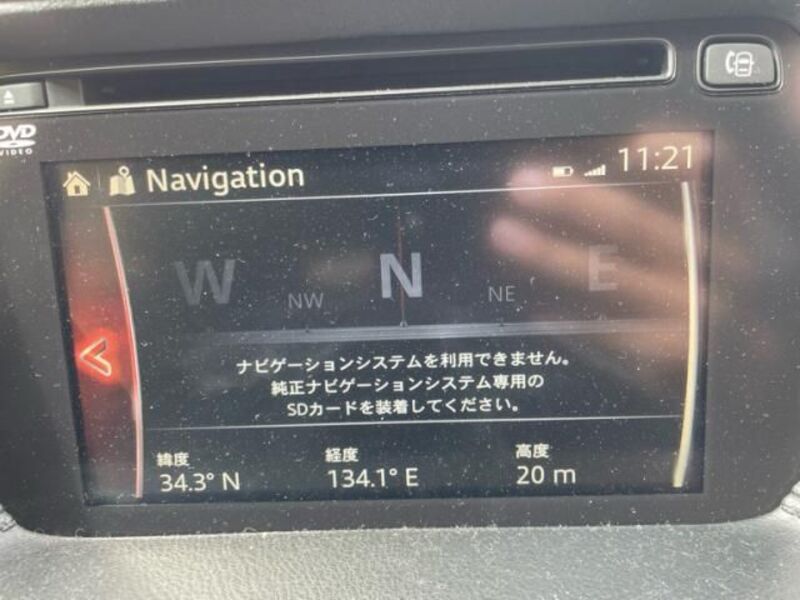 DVD
VIDEO
Navigation
11:21
W
NW
N
NE
E
ナビゲーションシステムを利用できません。
純正ナビゲーションシステム専用の
SDカードを装着してください。
緯度
経度
高度
34.3° N
134.1° E
20 m